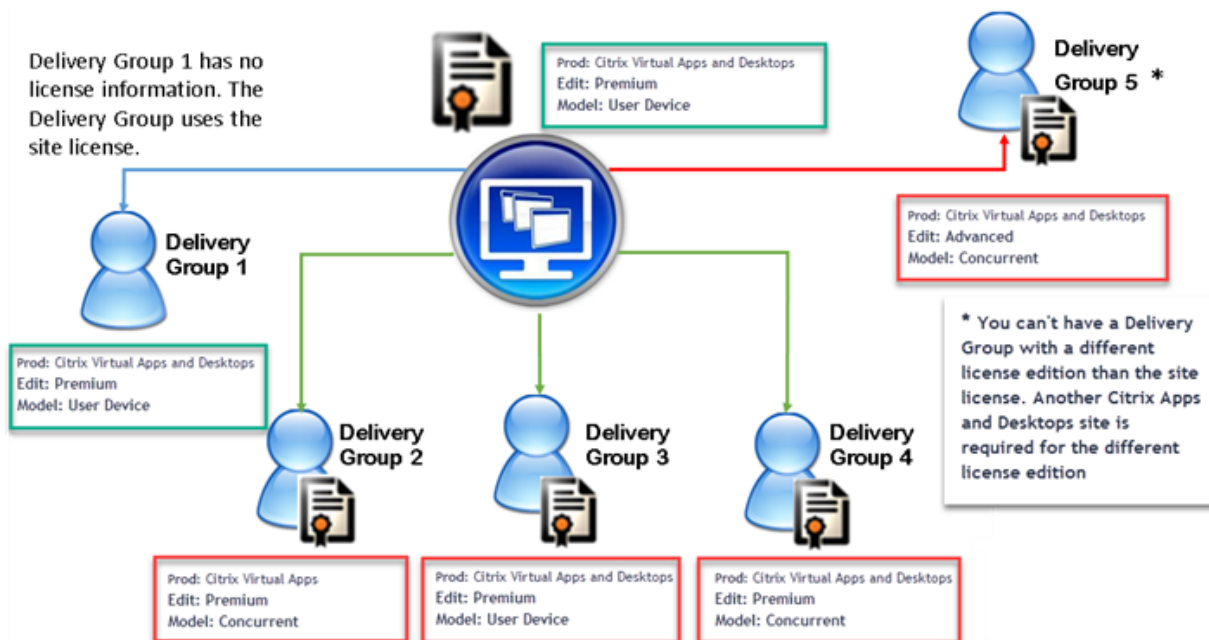 Delivery Group 1 has no
license information. The
Delivery Group uses the
site license.
Prod: Citrix Virtual Apps and Desktops
Edit: Premium
Model: User Device
Delivery
Group 5 *
Prod: Citrix Virtual Apps and Desktops
Edit: Advanced
Model: Concurrent
Delivery
Group 1
Prod: Citrix Virtual Apps and Desktops
Edit: Premium
Model: User Device
* You can't have a Delivery
Group with a different
license edition than the site
license. Another Citrix Apps
and Desktops site is
required for the different
license edition
Delivery
Group 2
Prod: Citrix Virtual Apps
Edit: Premium
Model: Concurrent
Delivery
Group 3
Prod: Citrix Virtual Apps and Desktops
Edit: Premium
Model: User Device
Delivery
Group 4
Prod: Citrix Virtual Apps and Desktops
Edit: Premium
Model: Concurrent